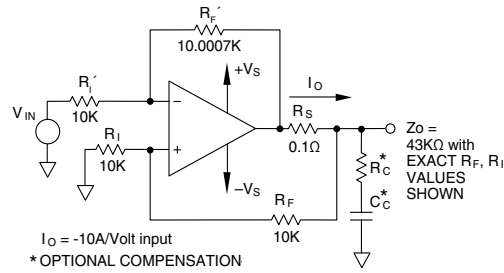 R_F´
10.0007K
+V_S
I_O
R_I´
V_IN
10K
−
R_S
Zo =
43KΩ with
EXACT R_F, R_I
VALUES
SHOWN
R_I
+
0.1Ω
10K
R_C*
−V_S
C_C*
R_F
10K
I_O = -10A/Volt input
* OPTIONAL COMPENSATION